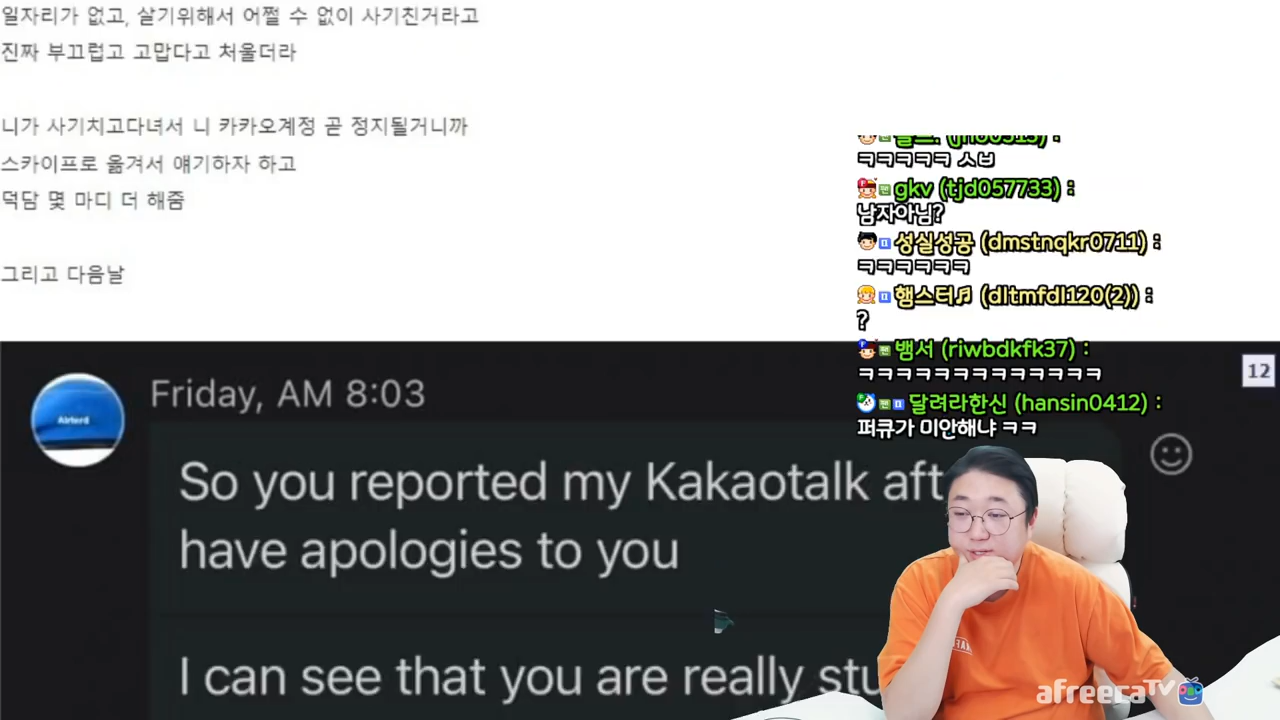 일자리가 없고, 살기위해서 어쩔 수 없이 사기친거라고
진짜 부끄럽고 고맙다고 처울더라
니가 사기치고다녀서 니 카카오계정 곧 정지될거니까
스카이프로 옮겨서 얘기하자 하고
덕담 몇 마디 더 해줌
그리고 다음날
ㅋㅋㅋㅋㅋ ㅅㅂ
gkv (tjd057733) :
남자아님?
성실성공 (dmstnqkr0711) :
ㅋㅋㅋㅋㅋㅋ
햄스터♬ (dltmfdl120(2)) :
?
뱀서 (riwbdkfk37) :
ㅋㅋㅋㅋㅋㅋㅋㅋㅋㅋㅋㅋㅋ
달려라한신 (hansin0412) :
퍼큐가 미안해냐 ㅋㅋ
12
Friday, AM 8:03
So you reported my Kakaotalk
have apologies to you
I can see that you are really
afreecaTV